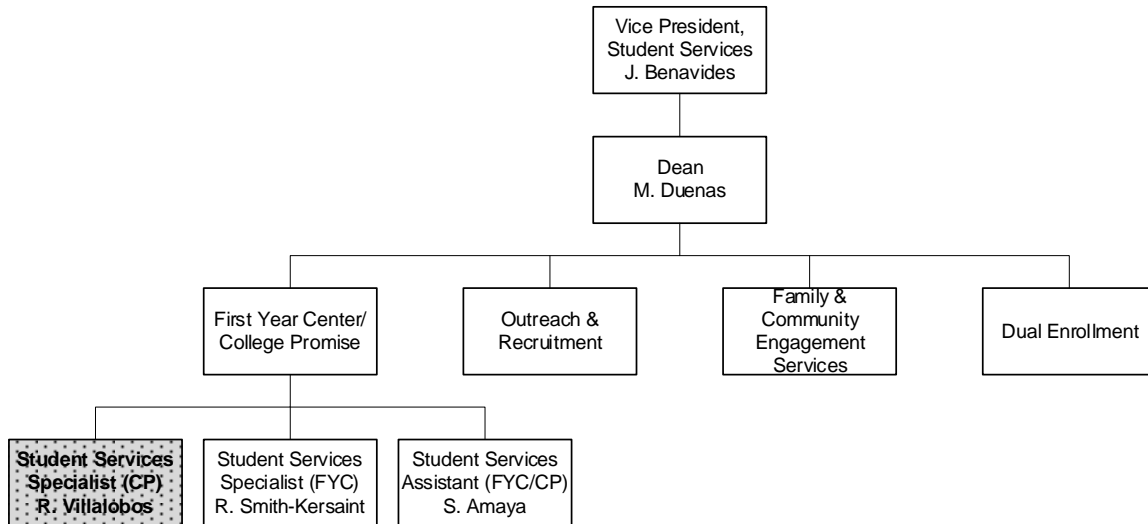 Vice President,
Student Services
J. Benavides
Dean
M. Duenas
First Year Center/
College Promise
Outreach &
Recruitment
Family &
Community
Engagement
Services
Dual Enrollment
Student Services
Specialist (CP)
R. Villalobos
Student Services
Specialist (FYC)
R. Smith-Kersaint
Student Services
Assistant (FYC/CP)
S. Amaya